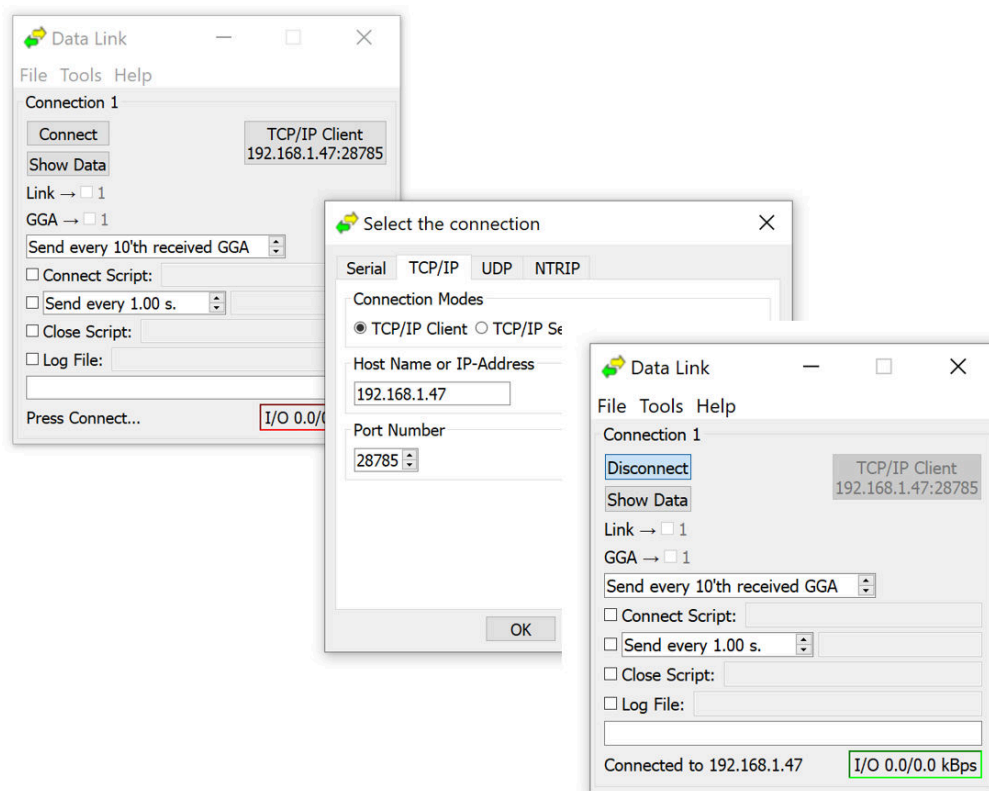 Data Link
File Tools Help
Connection 1
Connect
TCP/IP Client
192.168.1.47:28785
Show Data
Link → 1
GGA → 1
Send every 10'th received GGA
Connect Script:
Send every 1.00 s.
Close Script:
Log File:
Press Connect...
I/O 0.0/
Select the connection
Serial TCP/IP UDP NTRIP
Connection Modes
TCP/IP Client TCP/IP Se
Host Name or IP-Address
192.168.1.47
Port Number
28785
OK
Data Link
File Tools Help
Connection 1
Disconnect
TCP/IP Client
192.168.1.47:28785
Show Data
Link → 1
GGA → 1
Send every 10'th received GGA
Connect Script:
Send every 1.00 s.
Close Script:
Log File:
Connected to 192.168.1.47
I/O 0.0/0.0 kBps